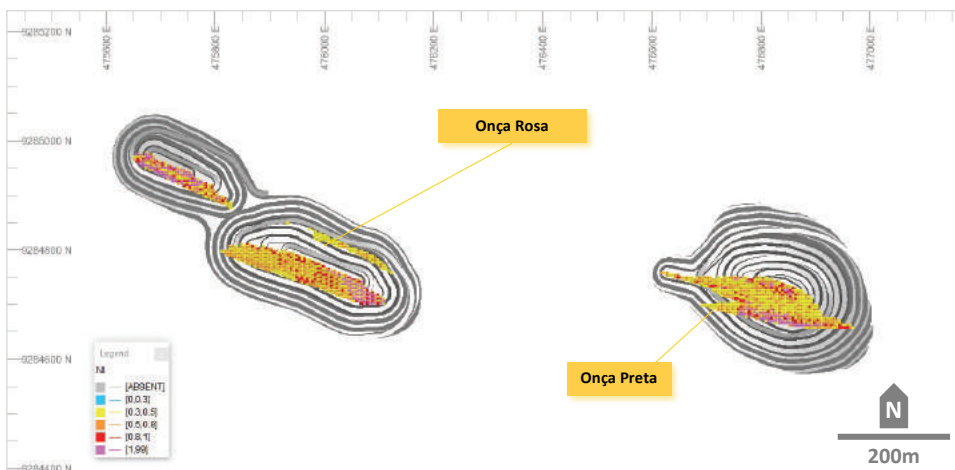 9285200 N
475600 E
475800 E
476000 E
476200 E
476400 E
476600 E
476800 E
477000 E
Onça Rosa
9285000 N
9284800 N
9284600 N
Onça Preta
Legend
NI
[ABSENT]
[0,0.3]
[0.3,0.5]
[0.5,0.8]
[0.8,1]
[1,99]
N
200m